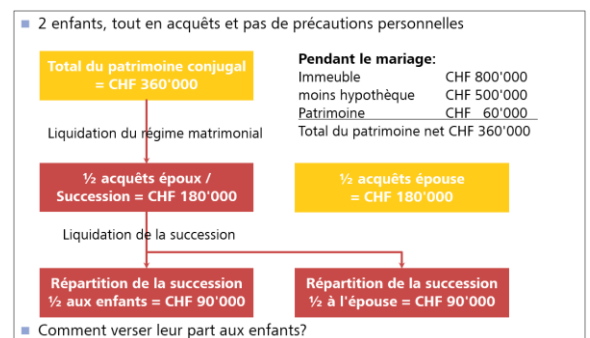 2 enfants, tout en acquêts et pas de précautions personnelles
Total du patrimoine conjugal
= CHF 360'000
Pendant le mariage:
Immeuble CHF 800'000
moins hypothèque CHF 500'000
Patrimoine CHF 60'000
Total du patrimoine net CHF 360'000
Liquidation du régime matrimonial
½ acquêts époux /
Succession = CHF 180'000
½ acquêts épouse
= CHF 180'000
Liquidation de la succession
Répartition de la succession
½ aux enfants = CHF 90'000
Répartition de la succession
½ à l'épouse = CHF 90'000
Comment verser leur part aux enfants?